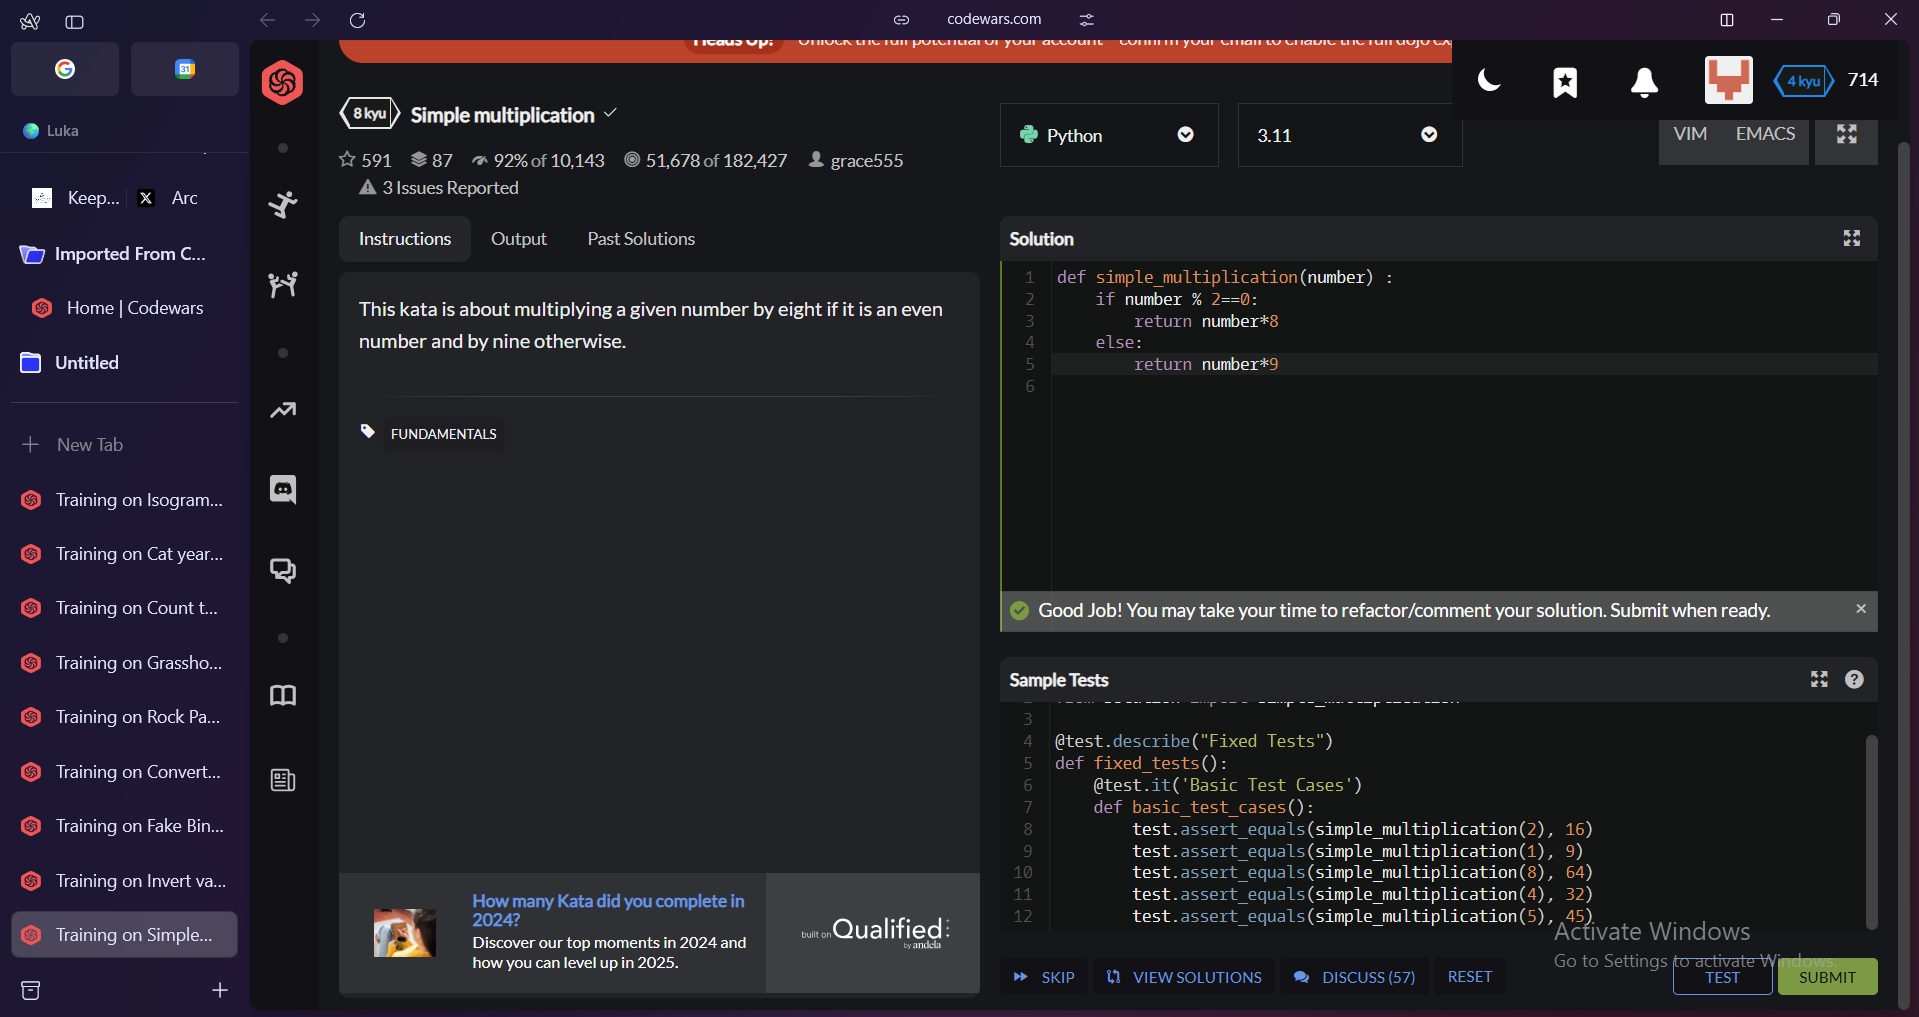 codewars.com
31
Luka
Keep...
X
Arc
Imported From C...
Home | Codewars
Untitled
New Tab
Training on Isogram...
Training on Cat year...
Training on Count t...
Training on Grassho...
Training on Rock Pa...
Training on Convert...
Training on Fake Bin...
Training on Invert va...
Training on Simple...
Heads Up! Unlock the full potential of your account - confirm your email to enable the full dojo ex
4 kyu
714
8 kyu
Simple multiplication
591
87
92% of 10,143
51,678 of 182,427
grace555
3 Issues Reported
Python
3.11
VIM
EMACS
Instructions
Output
Past Solutions
This kata is about multiplying a given number by eight if it is an even
number and by nine otherwise.
FUNDAMENTALS
How many Kata did you complete in
2024?
Discover our top moments in 2024 and
how you can level up in 2025.
built on Qualified
by andela
Solution
1 def simple_multiplication(number) :
2     if number % 2==0:
3         return number*8
4     else:
5         return number*9
6
Good Job! You may take your time to refactor/comment your solution. Submit when ready.
Sample Tests
?
3
4 @test.describe("Fixed Tests")
5 def fixed_tests():
6     @test.it('Basic Test Cases')
7     def basic_test_cases():
8         test.assert_equals(simple_multiplication(2), 16)
9         test.assert_equals(simple_multiplication(1), 9)
10         test.assert_equals(simple_multiplication(8), 64)
11         test.assert_equals(simple_multiplication(4), 32)
12         test.assert_equals(simple_multiplication(5), 45)
Activate Windows
Go to Settings to activate Windows.
SKIP
VIEW SOLUTIONS
DISCUSS (57)
RESET
TEST
SUBMIT